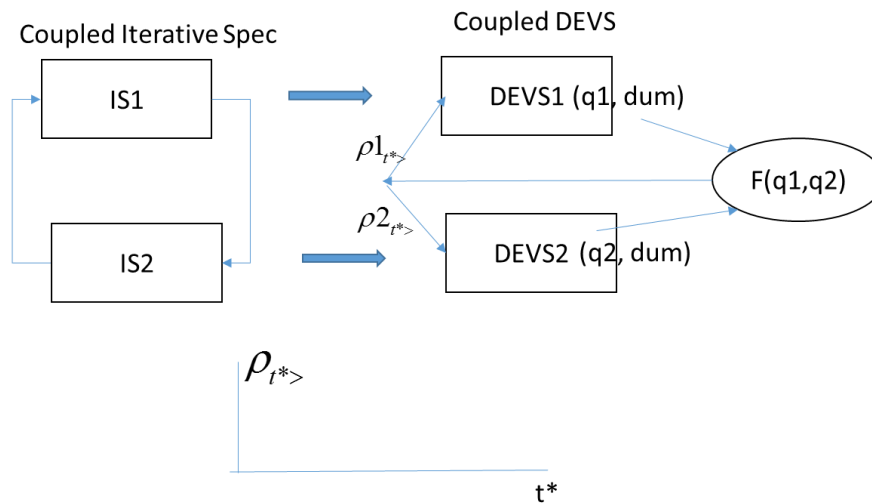 Coupled Iterative Spec
Coupled DEVS
IS1
DEVS1 (q1, dum)
ρ1t*>
F(q1,q2)
ρ2t*>
IS2
DEVS2 (q2, dum)
ρt*>
t*